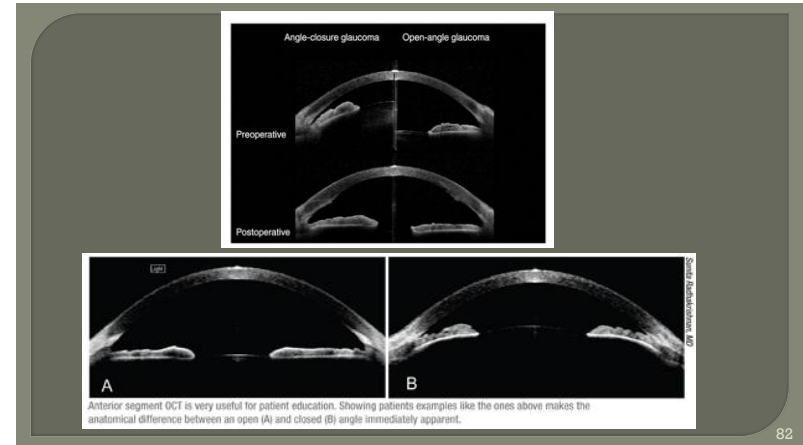 Angle-closure glaucoma Open-angle glaucoma
Preoperative
Postoperative
Light
A
B
Sunita Radhakrishnan, MD
Anterior segment OCT is very useful for patient education. Showing patients examples like the ones above makes the
anatomical difference between an open (A) and closed (B) angle immediately apparent.
82